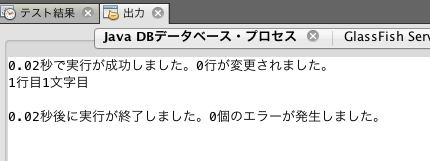 テスト結果 出力
Java DBデータベース・プロセス GlassFish Serv
0.02秒で実行が成功しました。0行が変更されました。
1行目1文字目
0.02秒後に実行が終了しました。0個のエラーが発生しました。